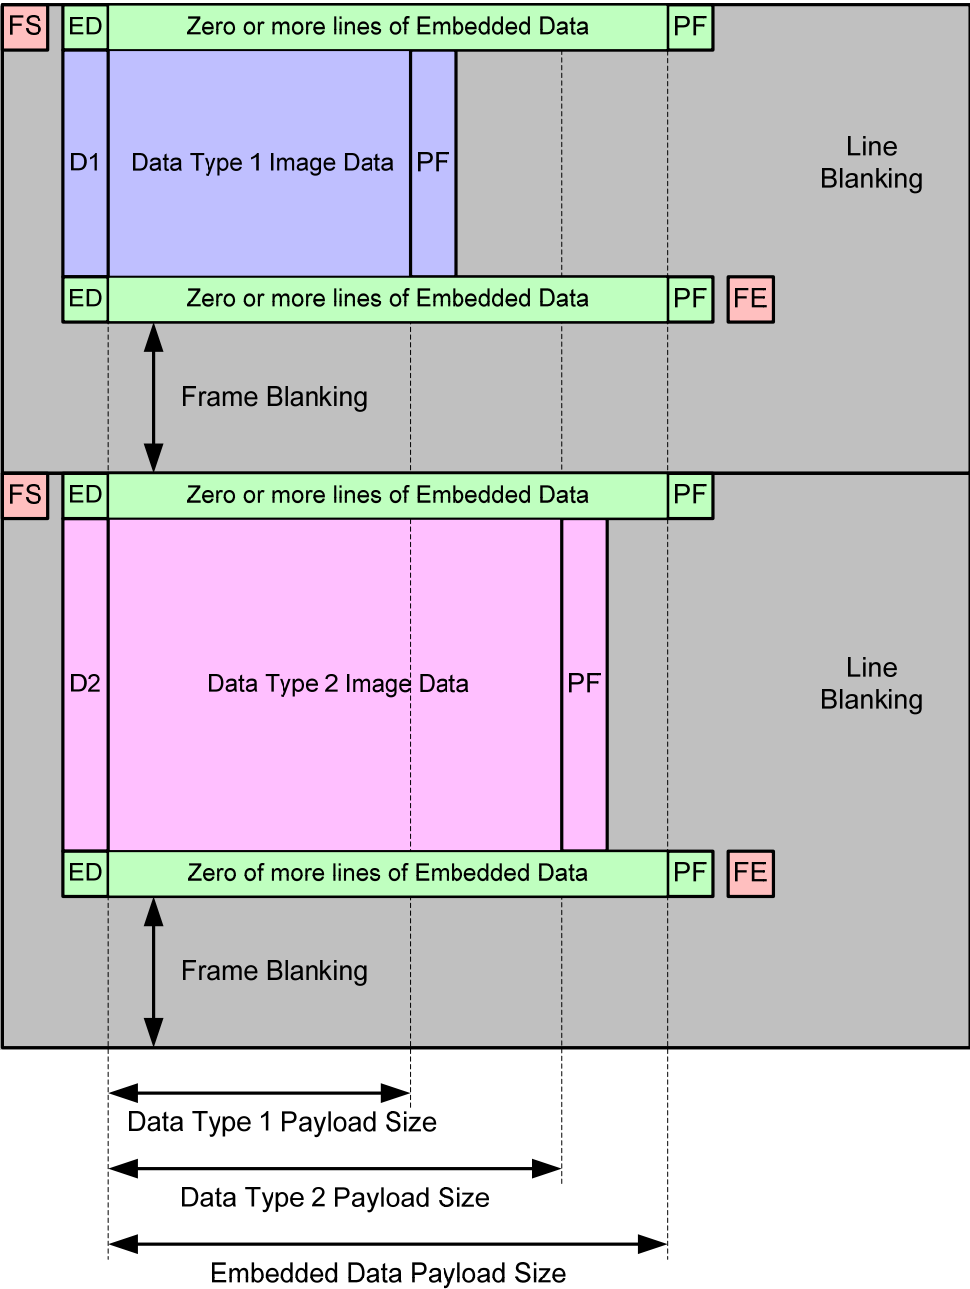 FS ED Zero or more lines of Embedded Data PF
D1 Data Type 1 Image Data PF
Line
Blanking
ED Zero or more lines of Embedded Data PF FE
Frame Blanking
FS ED Zero or more lines of Embedded Data PF
D2 Data Type 2 Image Data PF
Line
Blanking
ED Zero of more lines of Embedded Data PF FE
Frame Blanking
Data Type 1 Payload Size
Data Type 2 Payload Size
Embedded Data Payload Size